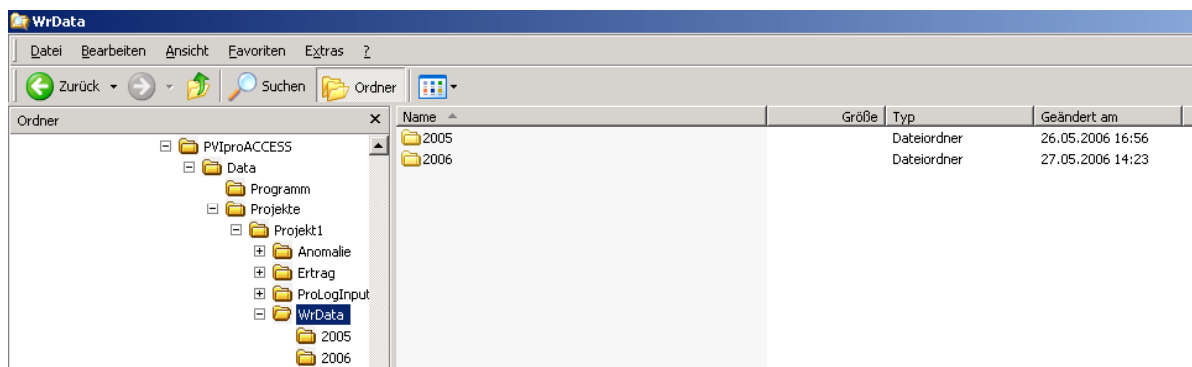 WrData
Datei Bearbeiten Ansicht Favoriten Extras ?
Zurück Suchen Ordner
Ordner x Name Größe Typ Geändert am
PVIproACCESS
Data
Programm
Projekte
Projekt1
Anomalie
Ertrag
ProLogInput
WrData
2005
2006
2005 Dateiordner 26.05.2006 16:56
2006 Dateiordner 27.05.2006 14:23